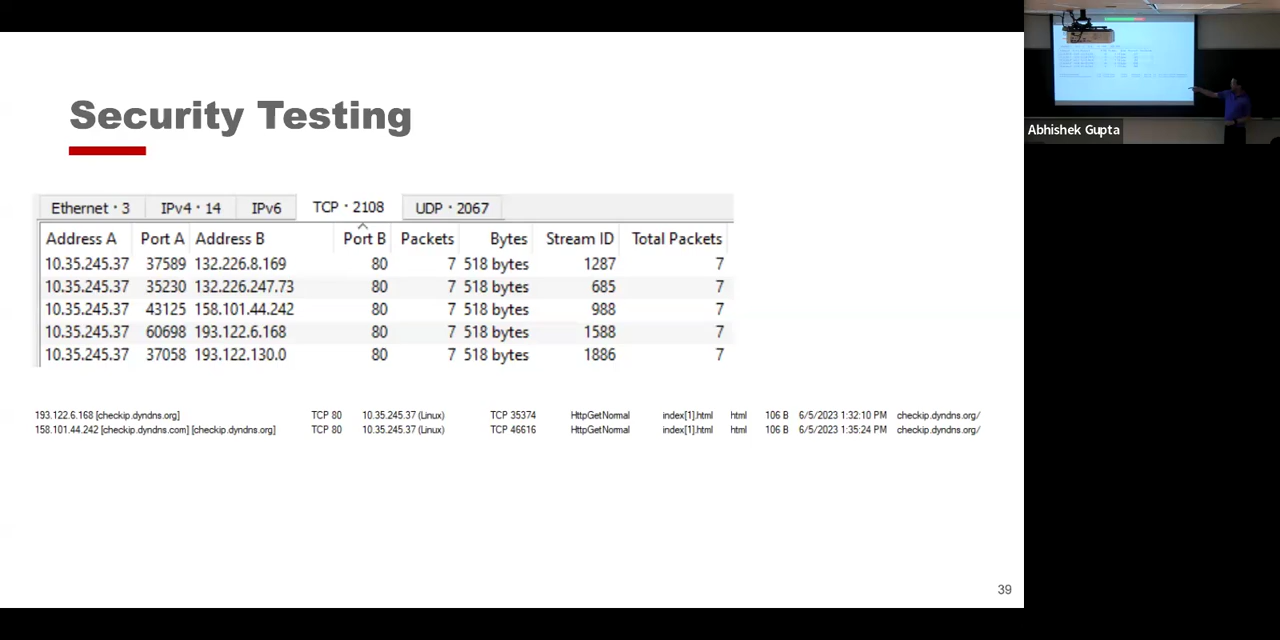 Security Testing
Ethernet · 3 IPv4 · 14 IPv6 TCP · 2108 UDP · 2067
Address A Port A Address B Port B Packets Bytes Stream ID Total Packets
10.35.245.37 37589 132.226.8.169 80 7 518 bytes 1287 7
10.35.245.37 35230 132.226.247.73 80 7 518 bytes 685 7
10.35.245.37 43125 158.101.44.242 80 7 518 bytes 988 7
10.35.245.37 60698 193.122.6.168 80 7 518 bytes 1588 7
10.35.245.37 37058 193.122.130.0 80 7 518 bytes 1886 7
193.122.6.168 [checkip.dyndns.org] TCP 80 10.35.245.37 (Linux) TCP 35374 HttpGetNormal index[1].html html 106 B 6/5/2023 1:32:10 PM checkip.dyndns.org/
158.101.44.242 [checkip.dyndns.com] [checkip.dyndns.org] TCP 80 10.35.245.37 (Linux) TCP 46616 HttpGetNormal index[1].html html 106 B 6/5/2023 1:35:24 PM checkip.dyndns.org/
39
Abhishek Gupta